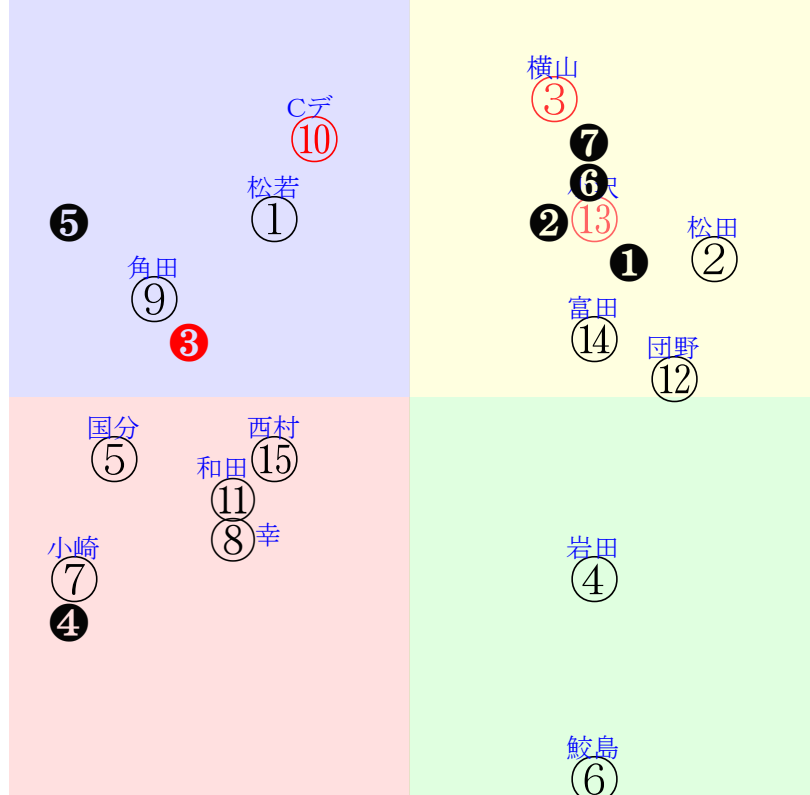 横山
③
Cデ
⑩
❼
松若
①
❻
沢
⑬
❺
❷
松田
②
❶
角田
⑨
富田
⑭
❸
団野
⑫
国分
⑤
西村
⑮
和田
⑪
⑧
幸
小崎
⑦
岩田
④
❹
鮫島
⑥